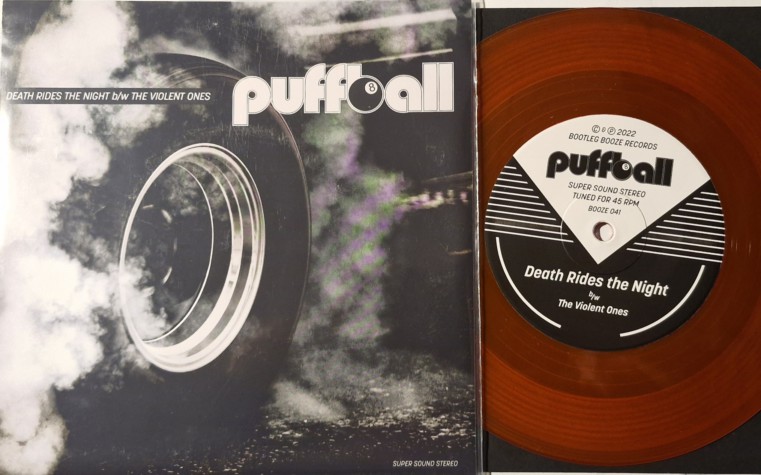 DEATH RIDES THE NIGHT b/w THE VIOLENT ONES
puffball
8
SUPER SOUND STEREO
© & ℗ 2022
BOOTLEG BOOZE RECORDS
puffball
SUPER SOUND STEREO
TUNED FOR 45 RPM
BOOZE 041
Death Rides the Night
b/w
The Violent Ones